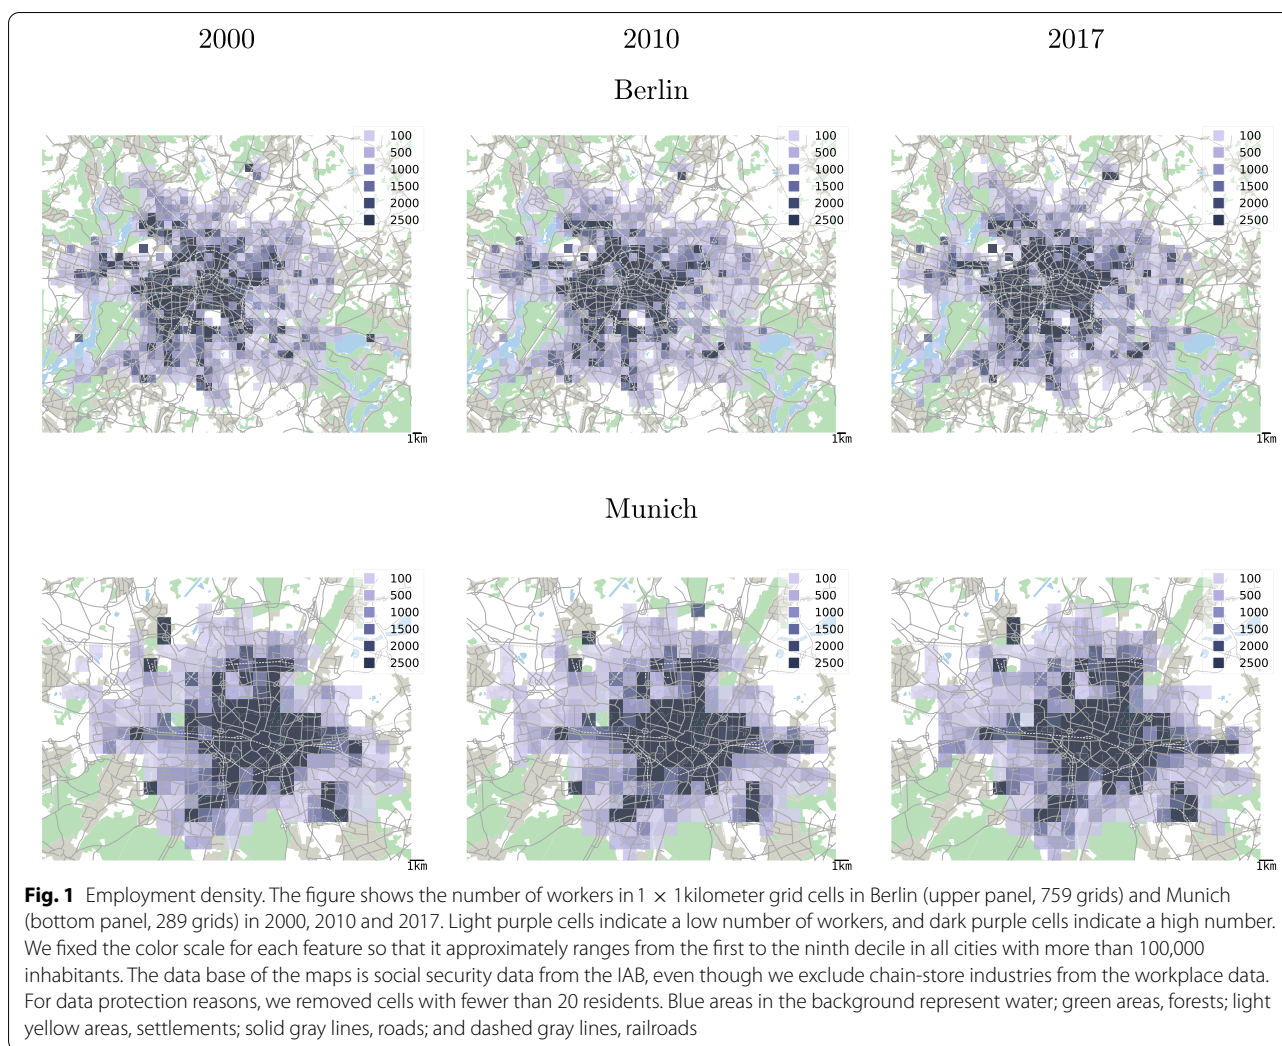 2000 2010 2017
Berlin
100 100 100
500 500 500
1000 1000 1000
1500 1500 1500
2000 2000 2000
2500 2500 2500
1km 1km 1km
Munich
100 100 100
500 500 500
1000 1000 1000
1500 1500 1500
2000 2000 2000
2500 2500 2500
1km 1km 1km
Fig. 1 Employment density. The figure shows the number of workers in 1 × 1kilometer grid cells in Berlin (upper panel, 759 grids) and Munich
(bottom panel, 289 grids) in 2000, 2010 and 2017. Light purple cells indicate a low number of workers, and dark purple cells indicate a high number.
We fixed the color scale for each feature so that it approximately ranges from the first to the ninth decile in all cities with more than 100,000
inhabitants. The data base of the maps is social security data from the IAB, even though we exclude chain-store industries from the workplace data.
For data protection reasons, we removed cells with fewer than 20 residents. Blue areas in the background represent water; green areas, forests; light
yellow areas, settlements; solid gray lines, roads; and dashed gray lines, railroads